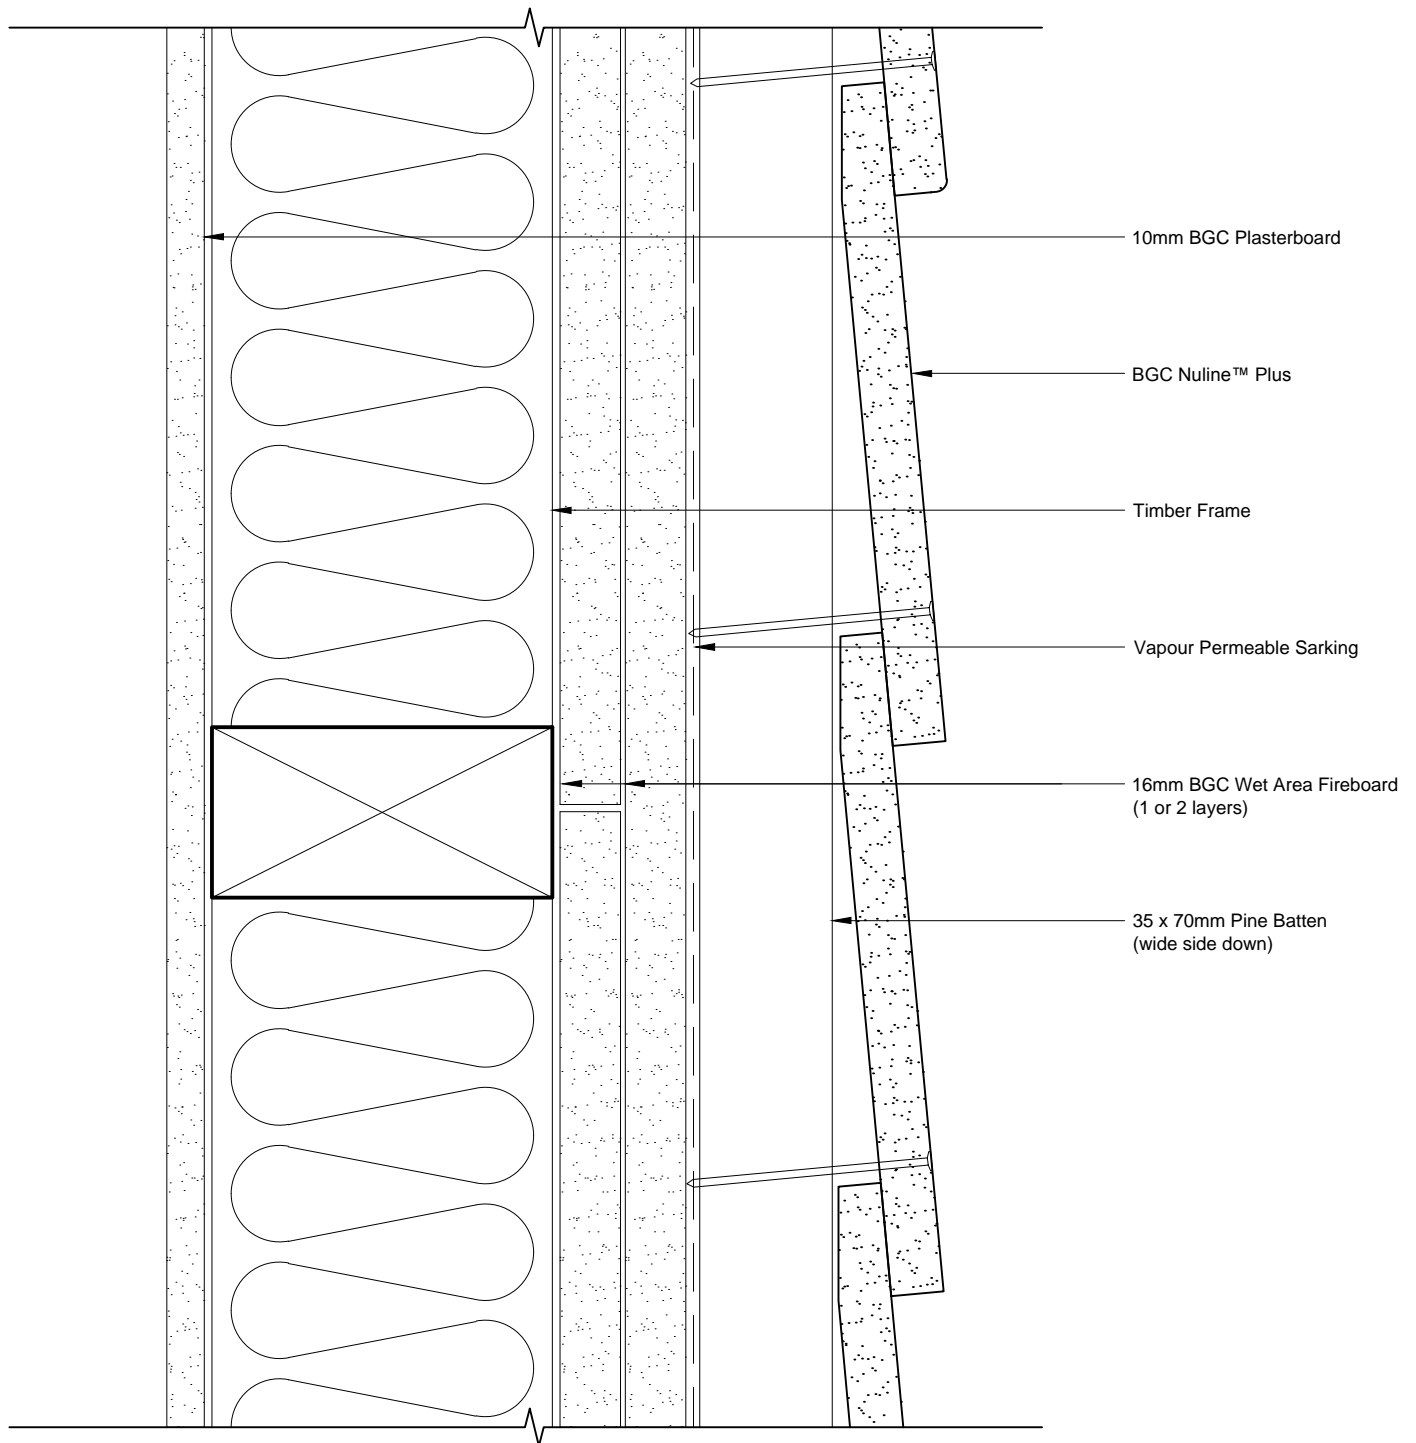 10mm BGC Plasterboard
BGC Nuline™ Plus
Timber Frame
Vapour Permeable Sarking
16mm BGC Wet Area Fireboard
(1 or 2 layers)
35 x 70mm Pine Batten
(wide side down)